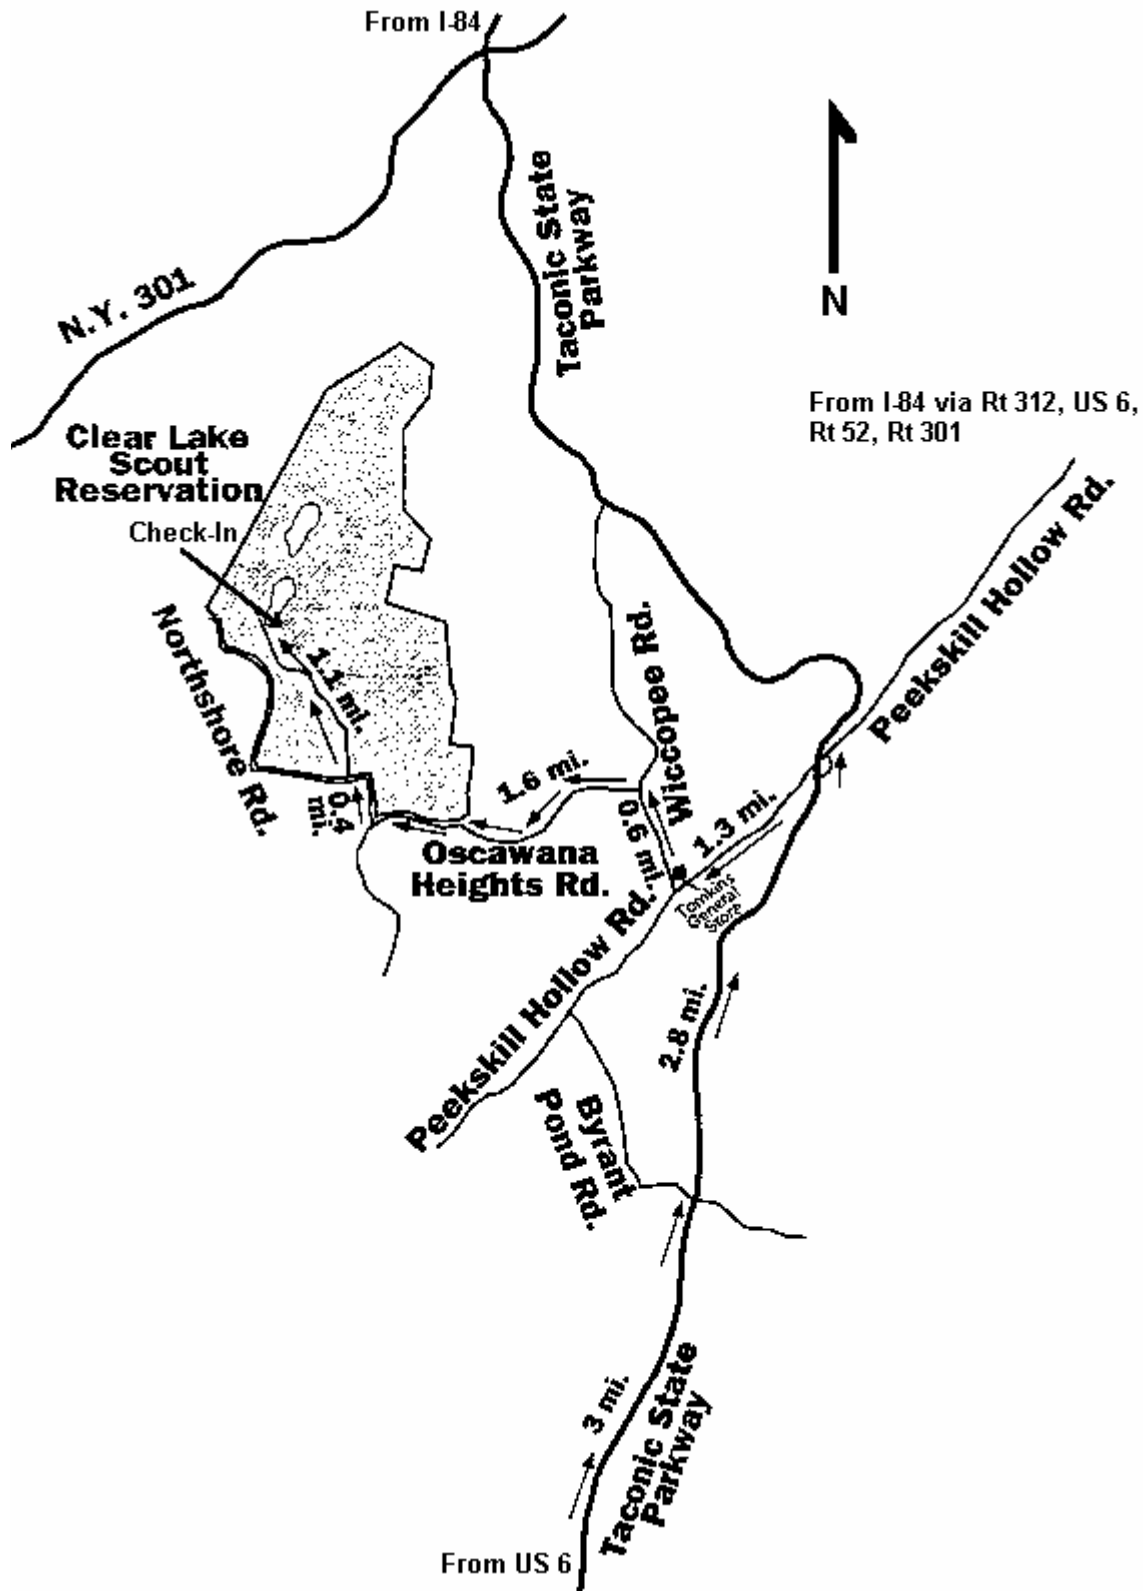 From I-84
Taconic State
Parkway
N.Y. 301
N
From I-84 via Rt 312, US 6,
Rt 52, Rt 301
Clear Lake
Scout
Reservation
Check-In
Peekskill Hollow Rd.
Northshore Rd.
1.1 mi.
Wiccopee Rd.
1.6 mi.
0.4
mi.
0.9 mi.
1.3 mi.
Oscawana
Heights Rd.
Tomkins
General
Store
Peekskill Hollow Rd.
2.8 mi.
Byrant
Pond Rd.
3 mi.
Taconic State
Parkway
From US 6